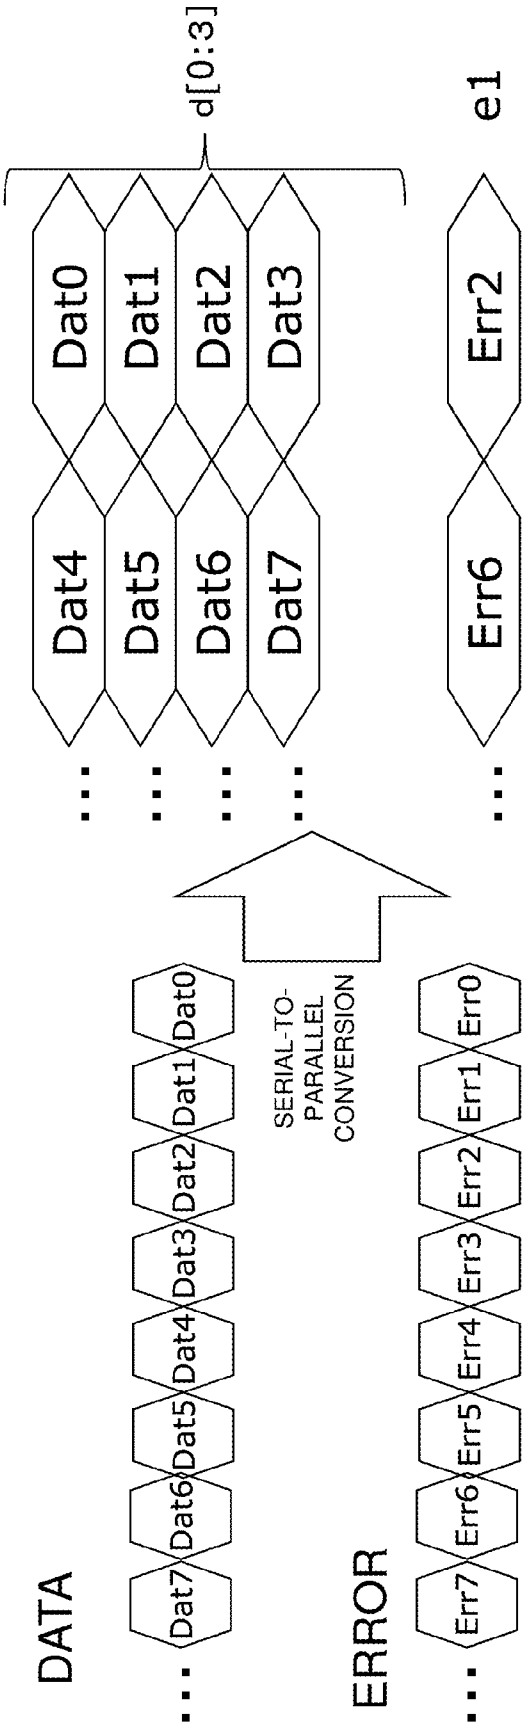 DATA
... Dat7 Dat6 Dat5 Dat4 Dat3 Dat2 Dat1 Dat0
SERIAL-TO-
PARALLEL
CONVERSION
ERROR
... Err7 Err6 Err5 Err4 Err3 Err2 Err1 Err0
... Dat4 Dat0
... Dat5 Dat1
... Dat6 Dat2
... Dat7 Dat3
d[0:3]
... Err6 Err2 e1